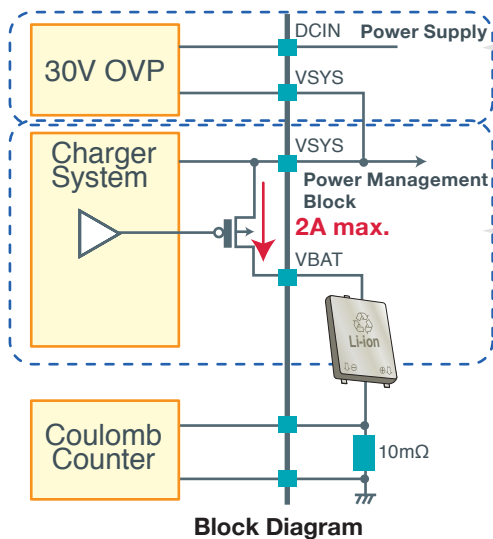 DCIN
Power Supply
30V OVP
VSYS
Charger
System
VSYS
Power Management
Block
2A max.
VBAT
Li-ion
Coulomb
Counter
10mΩ
Block Diagram